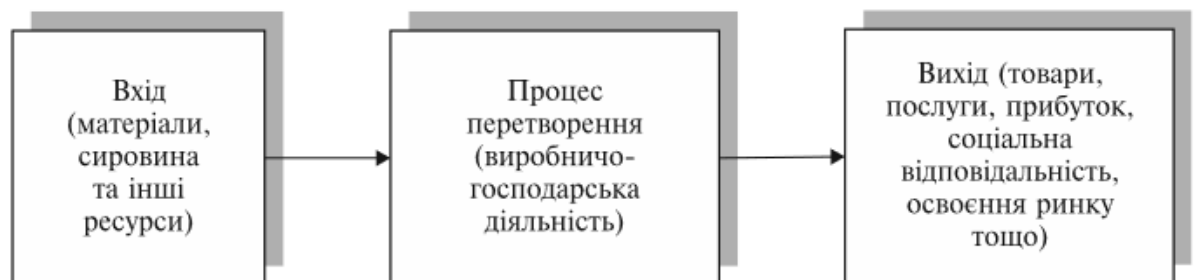 Вхід
(матеріали,
сировина
та інші
ресурси)
Процес
перетворення
(виробничо-
господарська
діяльність)
Вихід (товари,
послуги, прибуток,
соціальна
відповідальність,
освоєння ринку
тощо)